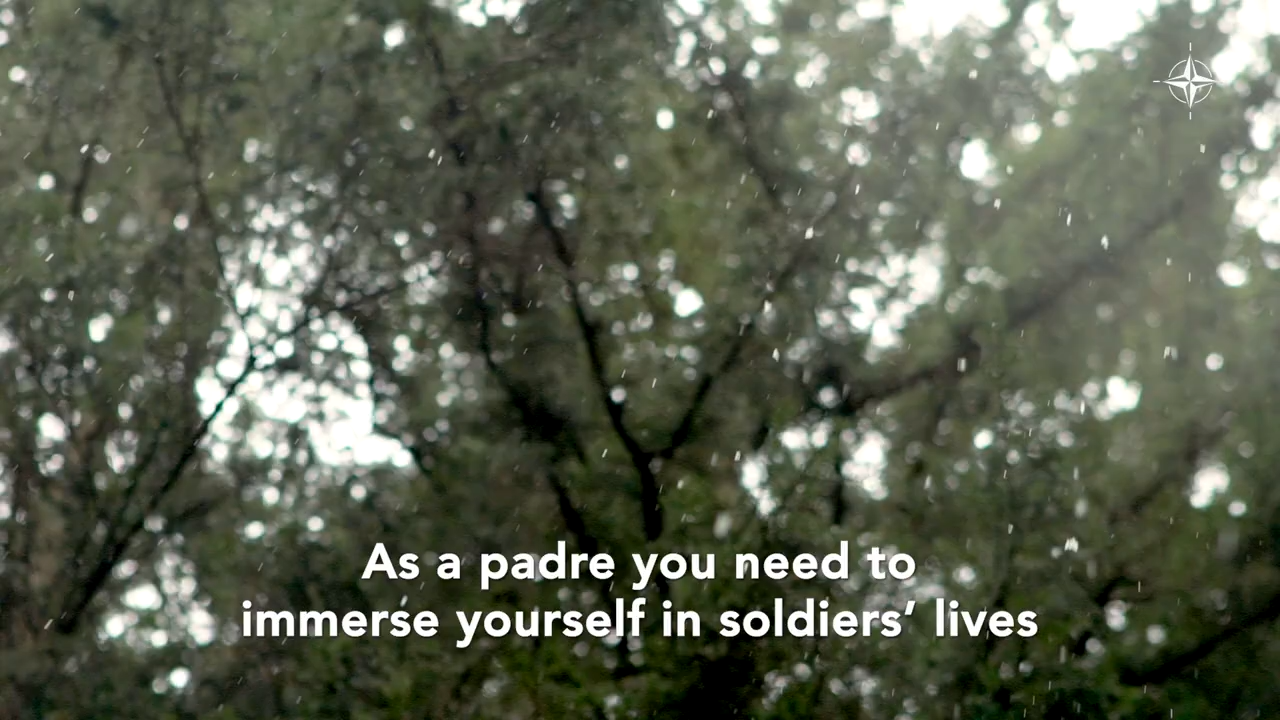 As a padre you need to
immerse yourself in soldiers’ lives